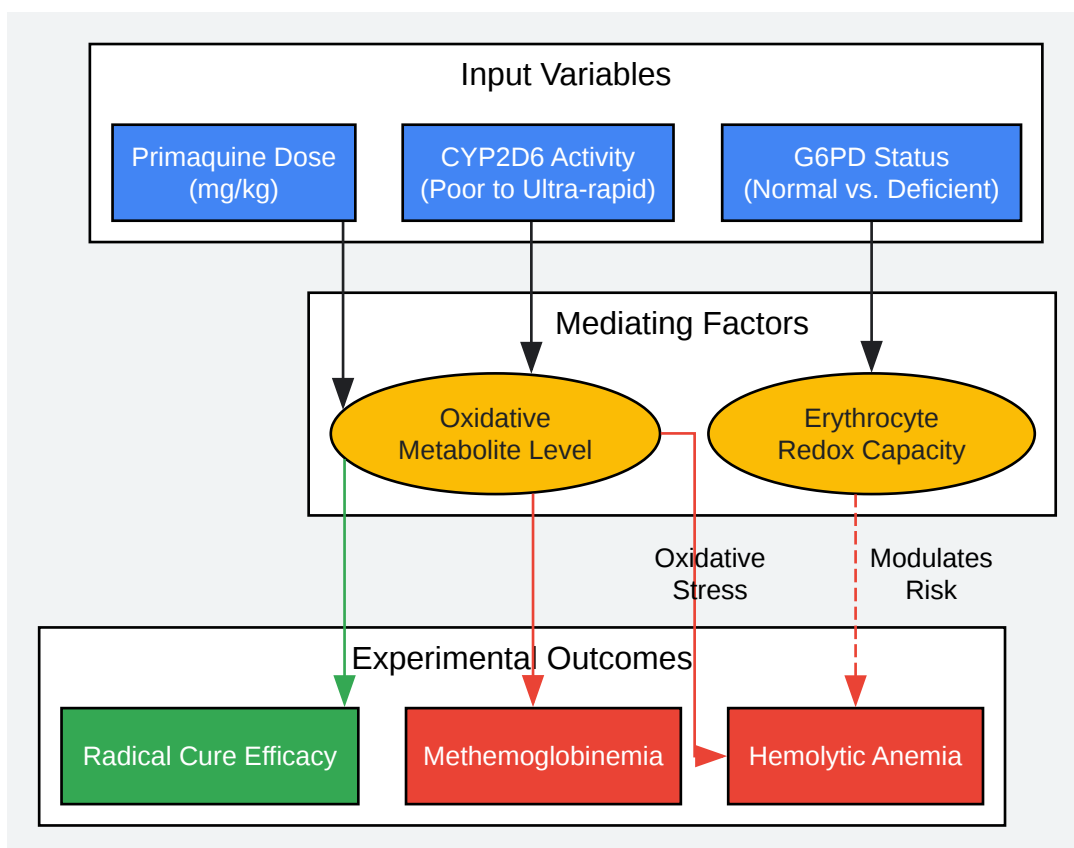 Input Variables
Primaquine Dose
(mg/kg)
CYP2D6 Activity
(Poor to Ultra-rapid)
G6PD Status
(Normal vs. Deficient)
Mediating Factors
Oxidative
Metabolite Level
Erythrocyte
Redox Capacity
Oxidative
Stress
Modulates
Risk
Experimental Outcomes
Radical Cure Efficacy
Methemoglobinemia
Hemolytic Anemia